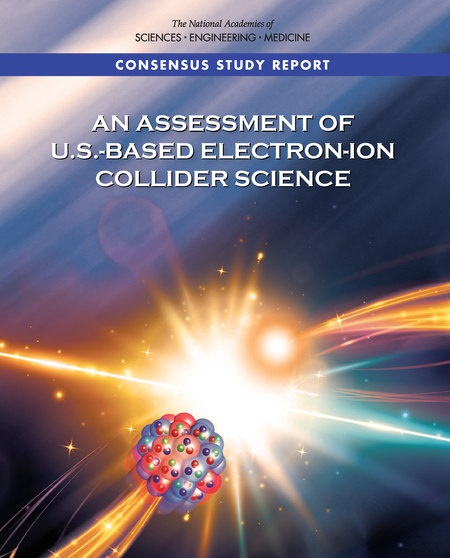 The National Academies of
SCIENCES • ENGINEERING • MEDICINE
CONSENSUS STUDY REPORT
AN ASSESSMENT OF
U.S.-BASED ELECTRON-ION
COLLIDER SCIENCE